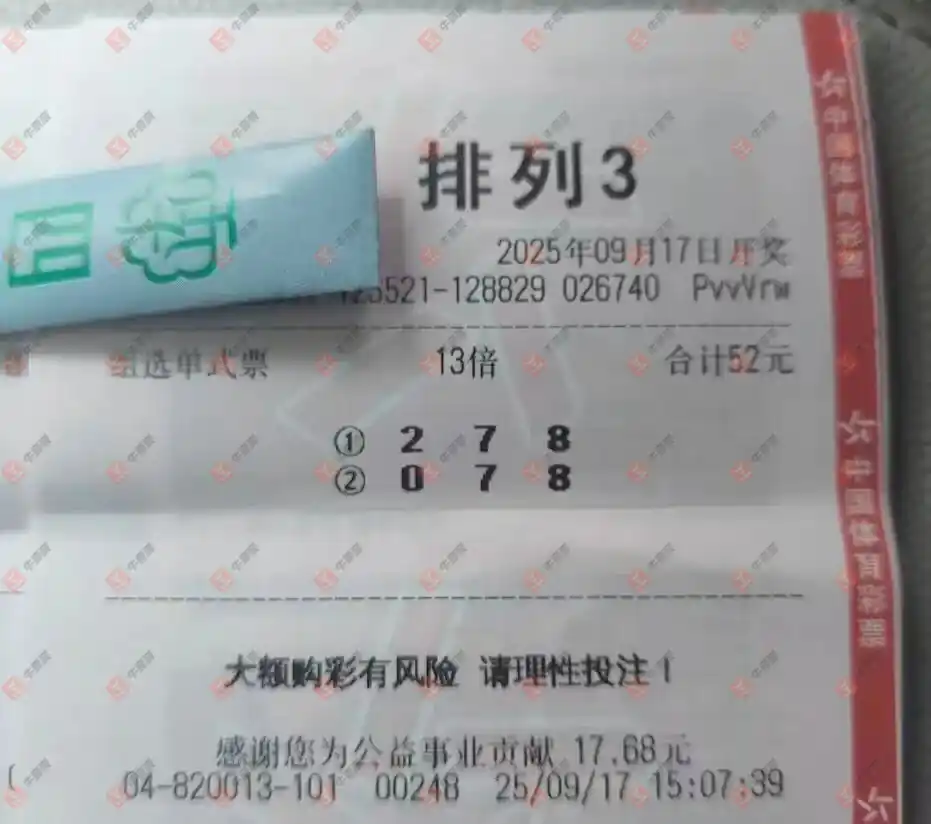 排列3
2025年09月17日开奖
125521-128829 026740 PvvVrw
组选单式票 13倍 合计52元
① 2 7 8
② 0 7 8
大额购彩有风险 请理性投注!
感谢您为公益事业贡献 17.68元
04-820013-101 00248 25/09/17 15:07:39
中国体育彩票
中国体育彩票